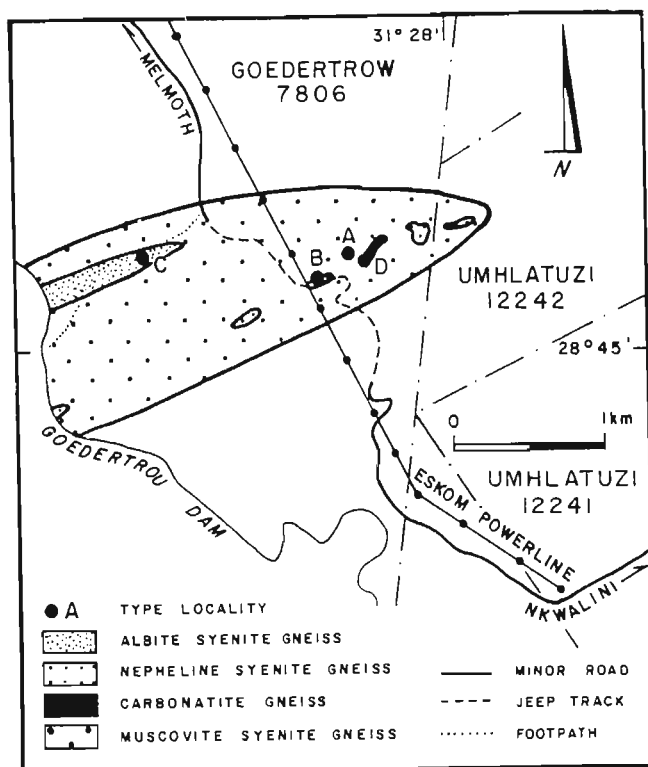 31° 28'
MELMOTH
GOEDERTROW
7806
N
A
B
C
D
UMHLATUZI
12242
28° 45'
0 1km
GOEDERTROU DAM
UMHLATUZI
12241
ESKOM POWERLINE
NKWALINI
A TYPE LOCALITY
ALBITE SYENITE GNEISS
NEPHELINE SYENITE GNEISS
CARBONATITE GNEISS
MUSCOVITE SYENITE GNEISS
MINOR ROAD
JEEP TRACK
FOOTPATH